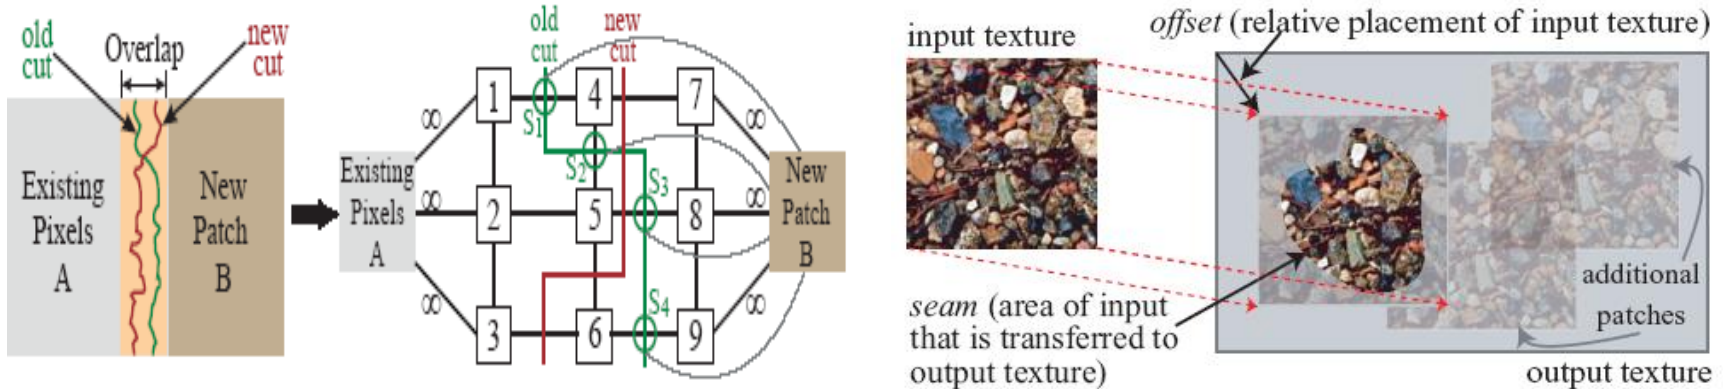 old
cut
Overlap
new
cut
Existing
Pixels
A
New
Patch
B
old
cut
new
cut
1
4
7
2
5
8
3
6
9
∞
∞
∞
∞
∞
∞
S1
S2
S3
S4
Existing
Pixels
A
New
Patch
B
input texture
offset (relative placement of input texture)
seam (area of input
that is transferred to
output texture)
additional
patches
output texture